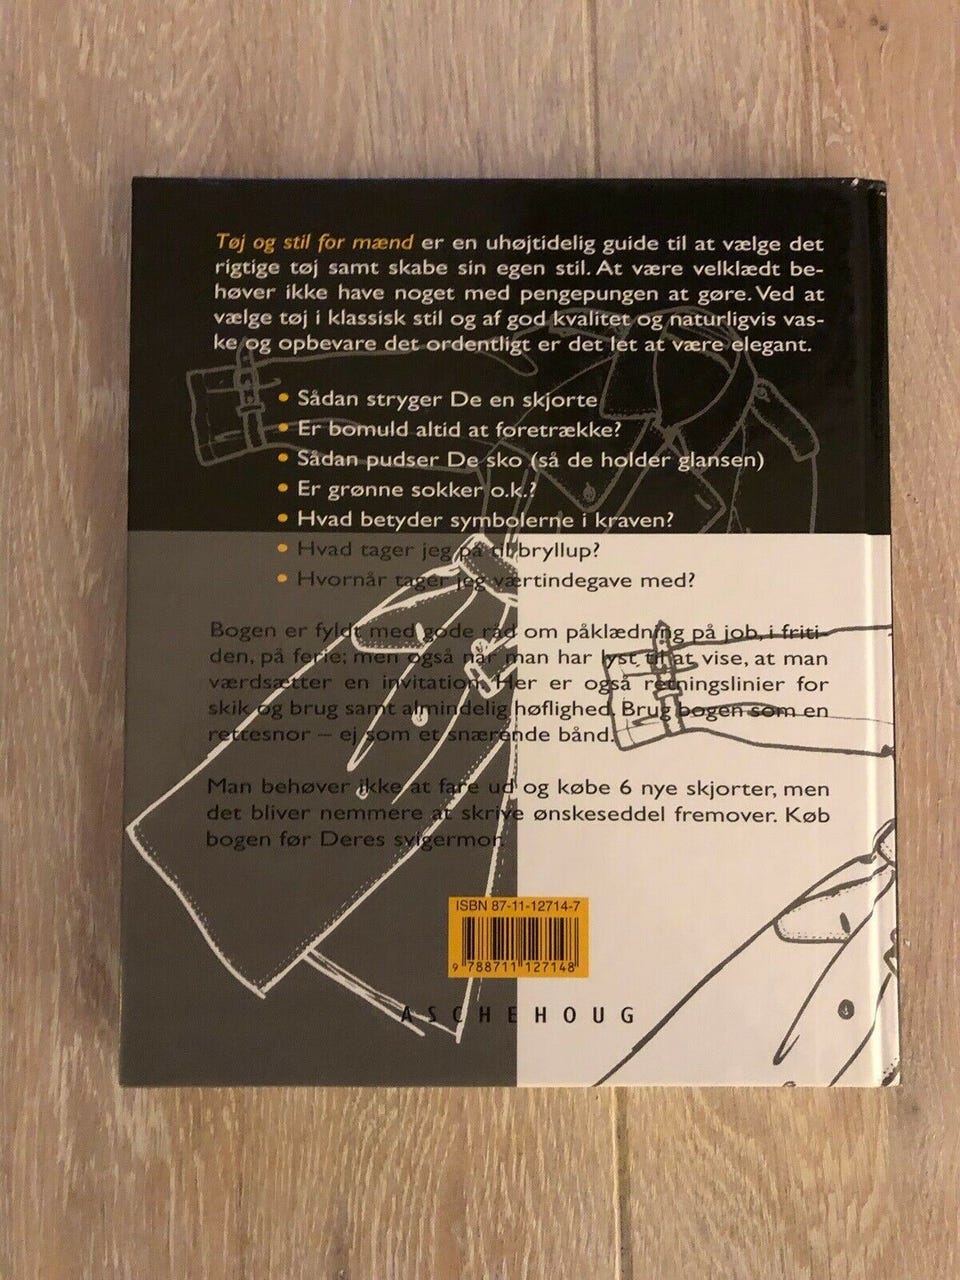 Tøj og stil for mænd er en uhøjtidelig guide til at vælge det
rigtige tøj samt skabe sin egen stil. At være velklædt be-
høver ikke have noget med pengepungen at gøre. Ved at
vælge tøj i klassisk stil og af god kvalitet og naturligvis vas-
ke og opbevare det ordentligt er det let at være elegant.
• Sådan stryger De en skjorte
• Er bomuld altid at foretrække?
• Sådan pudser De sko (så de holder glansen)
• Er grønne sokker o.k.?
• Hvad betyder symbolerne i kraven?
• Hvad tager jeg på til bryllup?
• Hvornår tager jeg værtindegave med?
Bogen er fyldt med gode råd om påklædning på job, i friti-
den, på ferie; men også når man har lyst til at vise, at man
værdsætter en invitation. Her er også retningslinier for
skik og brug samt almindelig høflighed. Brug bogen som en
rettesnor – ej som et snærende bånd.
Man behøver ikke at fare ud og købe 6 nye skjorter, men
det bliver nemmere at skrive ønskeseddel fremover. Køb
bogen før Deres svigermor.
ISBN 87-11-12714-7
9 788711 127148
ASCHEHOUG